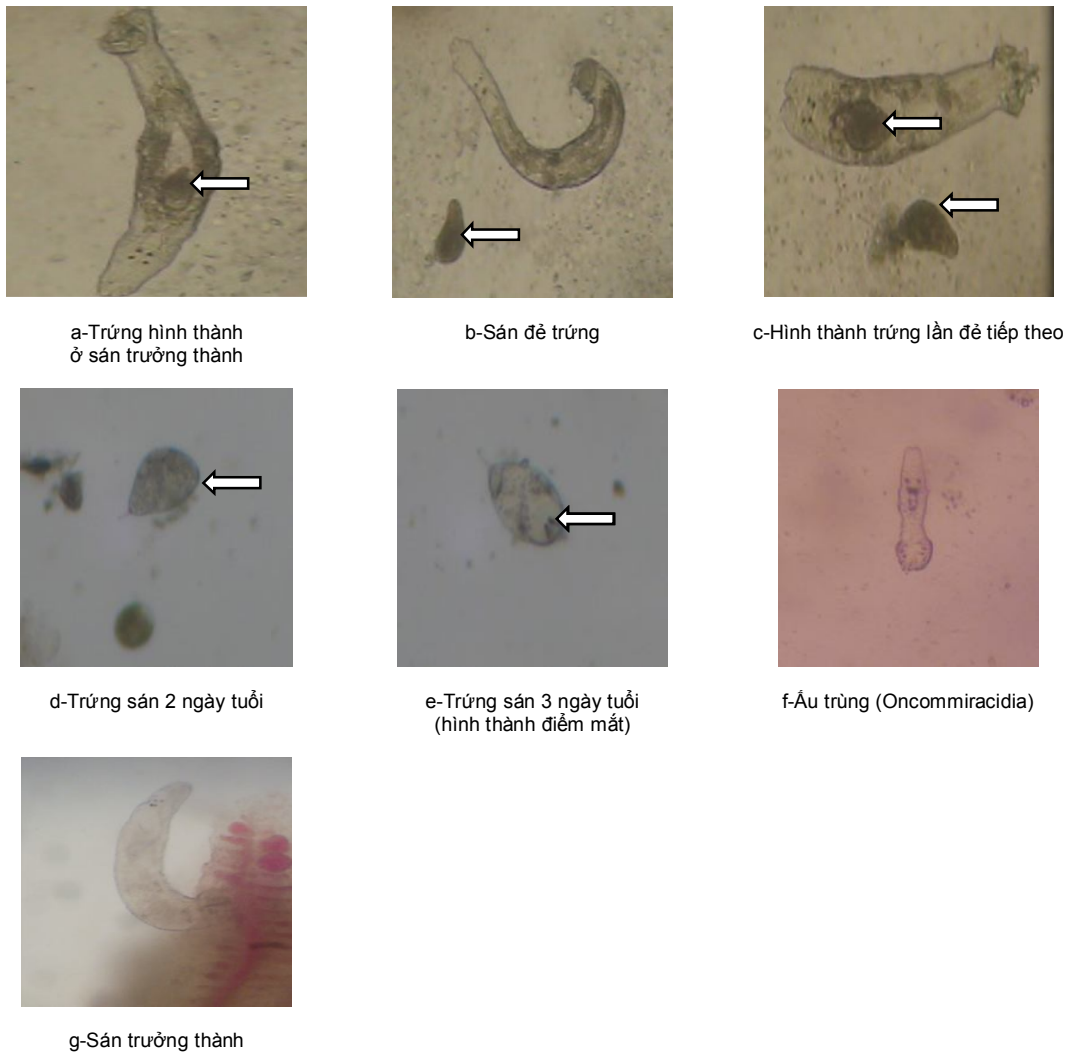 a-Trứng hình thành
ở sán trưởng thành
b-Sán đẻ trứng
c-Hình thành trứng lần đẻ tiếp theo
d-Trứng sán 2 ngày tuổi
e-Trứng sán 3 ngày tuổi
(hình thành điểm mắt)
f-Ấu trùng (Oncommiracidia)
g-Sán trưởng thành